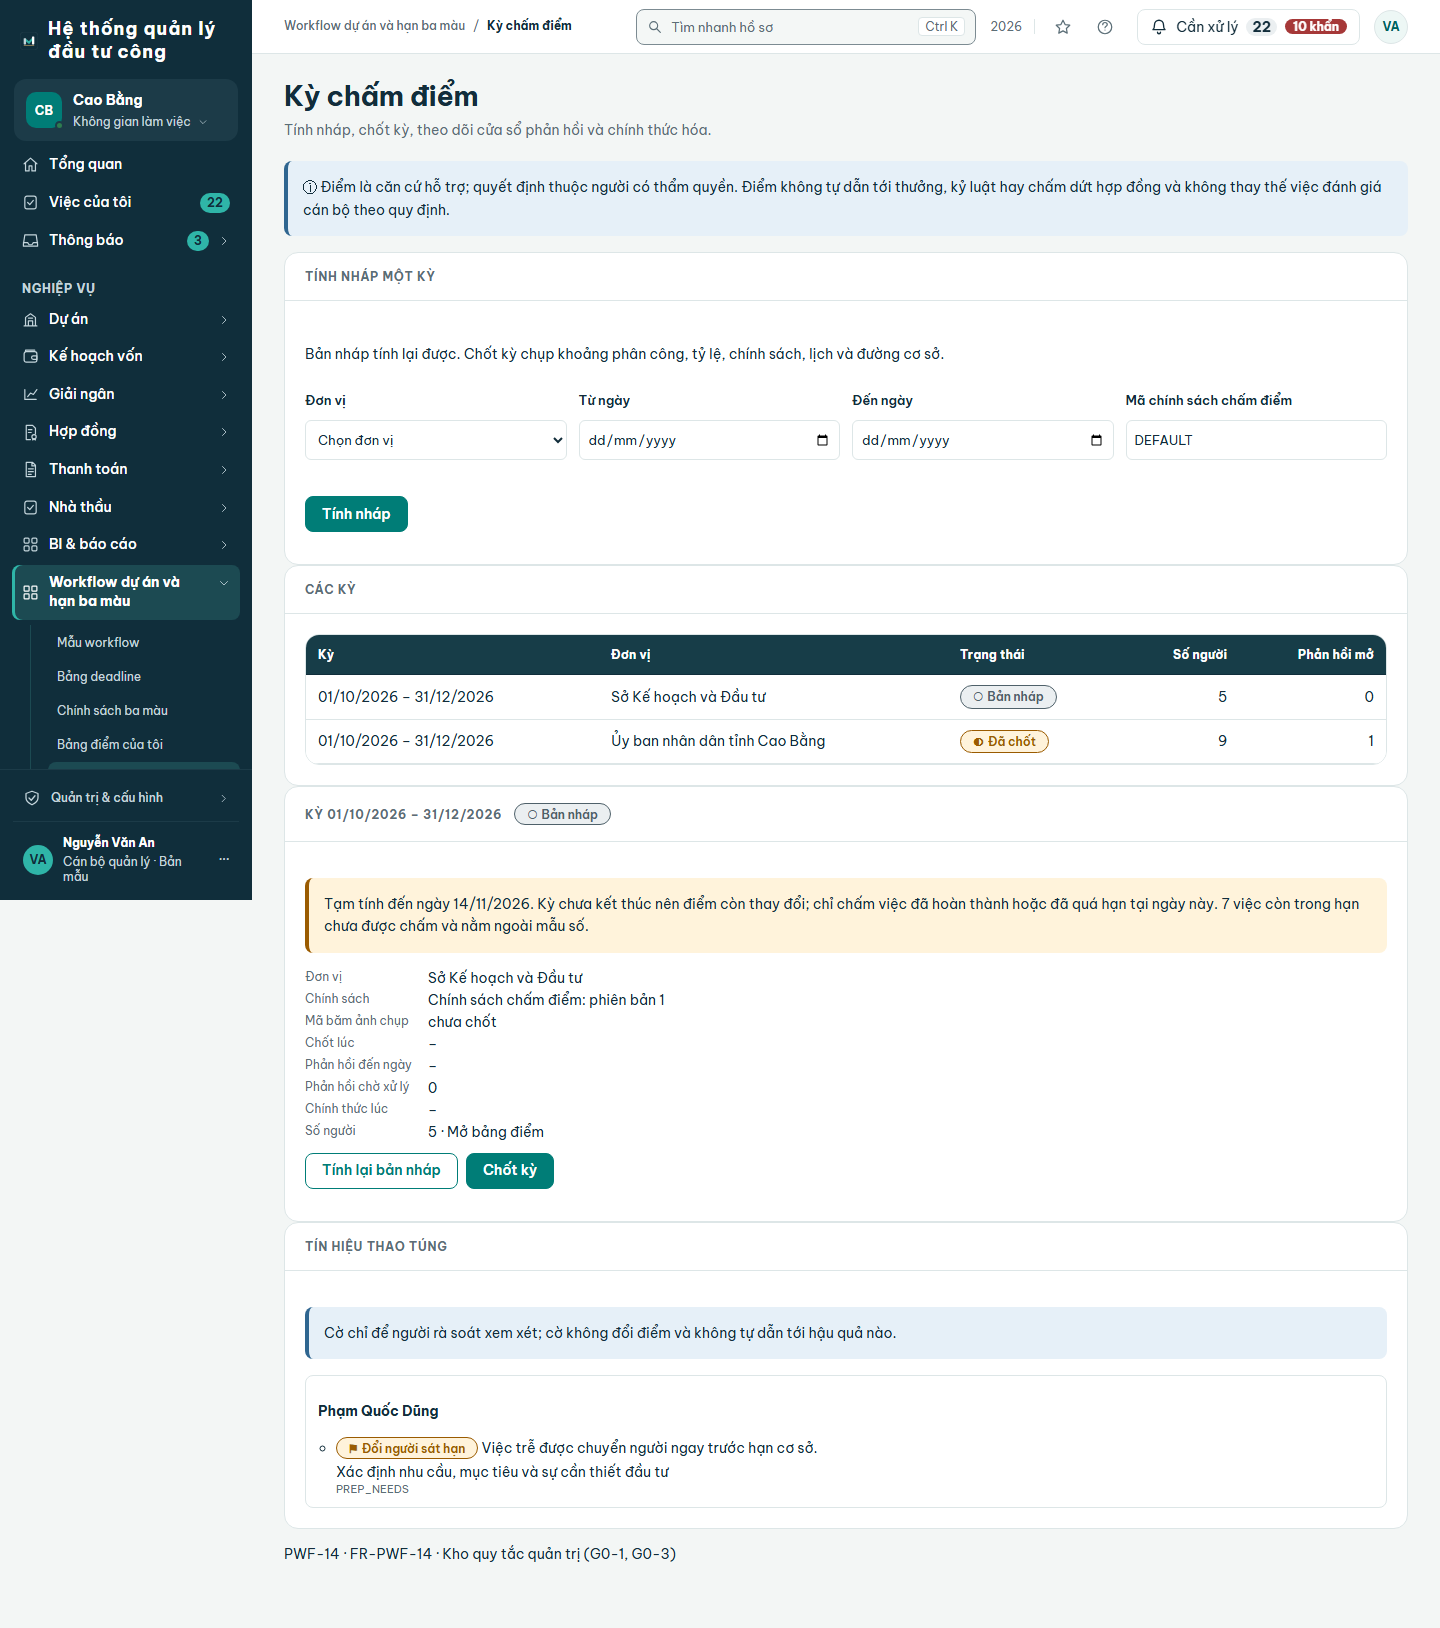 Hệ thống quản lý
đầu tư công
CB
Cao Bằng
Không gian làm việc
Tổng quan
Việc của tôi
22
Thông báo
3
NGHIỆP VỤ
Dự án
Kế hoạch vốn
Giải ngân
Hợp đồng
Thanh toán
Nhà thầu
BI & báo cáo
Workflow dự án và
hạn ba màu
Mẫu workflow
Bảng deadline
Chính sách ba màu
Bảng điểm của tôi
Quản trị & cấu hình
VA
Nguyễn Văn An
Cán bộ quản lý · Bản
mẫu
Workflow dự án và hạn ba màu / Kỳ chấm điểm
Tìm nhanh hồ sơ
Ctrl K
2026
Cần xử lý
22
10 khẩn
VA
Kỳ chấm điểm
Tính nháp, chốt kỳ, theo dõi cửa sổ phản hồi và chính thức hóa.
Điểm là căn cứ hỗ trợ; quyết định thuộc người có thẩm quyền. Điểm không tự dẫn tới thưởng, kỷ luật hay chấm dứt hợp đồng và không thay thế việc đánh giá
cán bộ theo quy định.
TÍNH NHÁP MỘT KỲ
Bản nháp tính lại được. Chốt kỳ chụp khoảng phân công, tỷ lệ, chính sách, lịch và đường cơ sở.
Đơn vị
Từ ngày
Đến ngày
Mã chính sách chấm điểm
Chọn đơn vị
dd/mm/yyyy
dd/mm/yyyy
DEFAULT
Tính nháp
CÁC KỲ
Kỳ
Đơn vị
Trạng thái
Số người
Phản hồi mở
01/10/2026 – 31/12/2026
Sở Kế hoạch và Đầu tư
Bản nháp
5
0
01/10/2026 – 31/12/2026
Ủy ban nhân dân tỉnh Cao Bằng
Đã chốt
9
1
KỲ 01/10/2026 – 31/12/2026
Bản nháp
Tạm tính đến ngày 14/11/2026. Kỳ chưa kết thúc nên điểm còn thay đổi; chỉ chấm việc đã hoàn thành hoặc đã quá hạn tại ngày này. 7 việc còn trong hạn
chưa được chấm và nằm ngoài mẫu số.
Đơn vị
Sở Kế hoạch và Đầu tư
Chính sách
Chính sách chấm điểm: phiên bản 1
Mã băm ảnh chụp
chưa chốt
Chốt lúc
–
Phản hồi đến ngày
–
Phản hồi chờ xử lý
0
Chính thức lúc
–
Số người
5 · Mở bảng điểm
Tính lại bản nháp
Chốt kỳ
TÍN HIỆU THAO TÚNG
Cờ chỉ để người rà soát xem xét; cờ không đổi điểm và không tự dẫn tới hậu quả nào.
Phạm Quốc Dũng
Đổi người sát hạn
Việc trễ được chuyển người ngay trước hạn cơ sở.
Xác định nhu cầu, mục tiêu và sự cần thiết đầu tư
PREP_NEEDS
PWF-14 · FR-PWF-14 · Kho quy tắc quản trị (G0-1, G0-3)